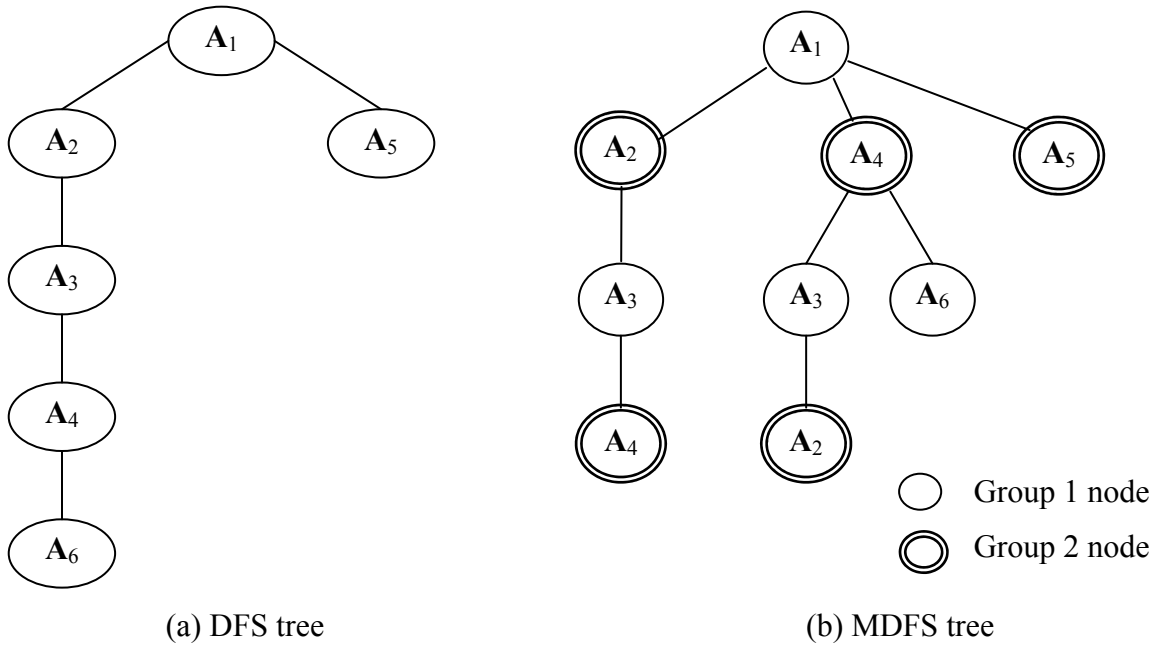 A1
A2 A5
A3
A4
A6
(a) DFS tree
A1
A2 A4 A5
A3 A3 A6
A4 A2
Group 1 node
Group 2 node
(b) MDFS tree